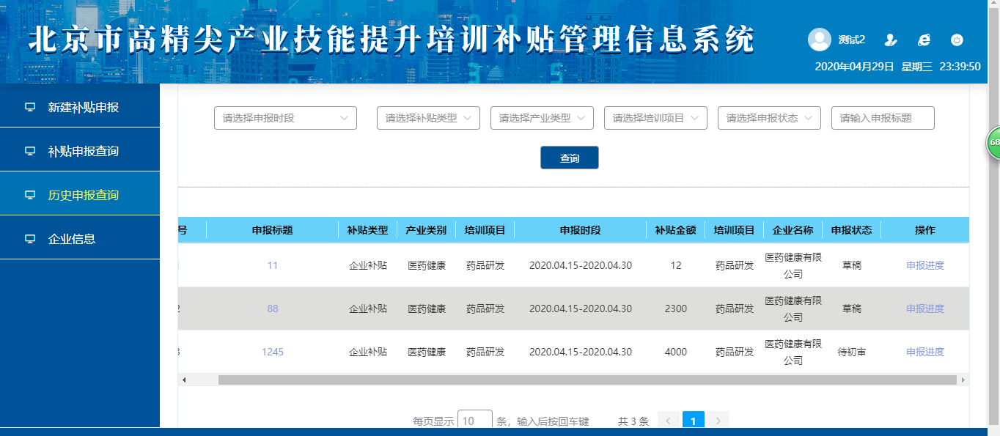 北京市高精尖产业技能提升培训补贴管理信息系统
测试2
2020年04月29日 星期三 23:39:50
新建补贴申报
补贴申报查询
历史申报查询
企业信息
请选择申报时段 请选择补贴类型 请选择产业类型 请选择培训项目 请选择申报状态 请输入申报标题
查询
68
号 申报标题 补贴类型 产业类别 培训项目 申报时段 补贴金额 培训项目 企业名称 申报状态 操作
1 11 企业补贴 医药健康 药品研发 2020.04.15-2020.04.30 12 药品研发 医药健康有限公司 草稿 申报进度
2 88 企业补贴 医药健康 药品研发 2020.04.15-2020.04.30 2300 药品研发 医药健康有限公司 草稿 申报进度
3 1245 企业补贴 医药健康 药品研发 2020.04.15-2020.04.30 4000 药品研发 医药健康有限公司 待初审 申报进度
每页显示 10 条，输入后按回车键 共 3 条 1